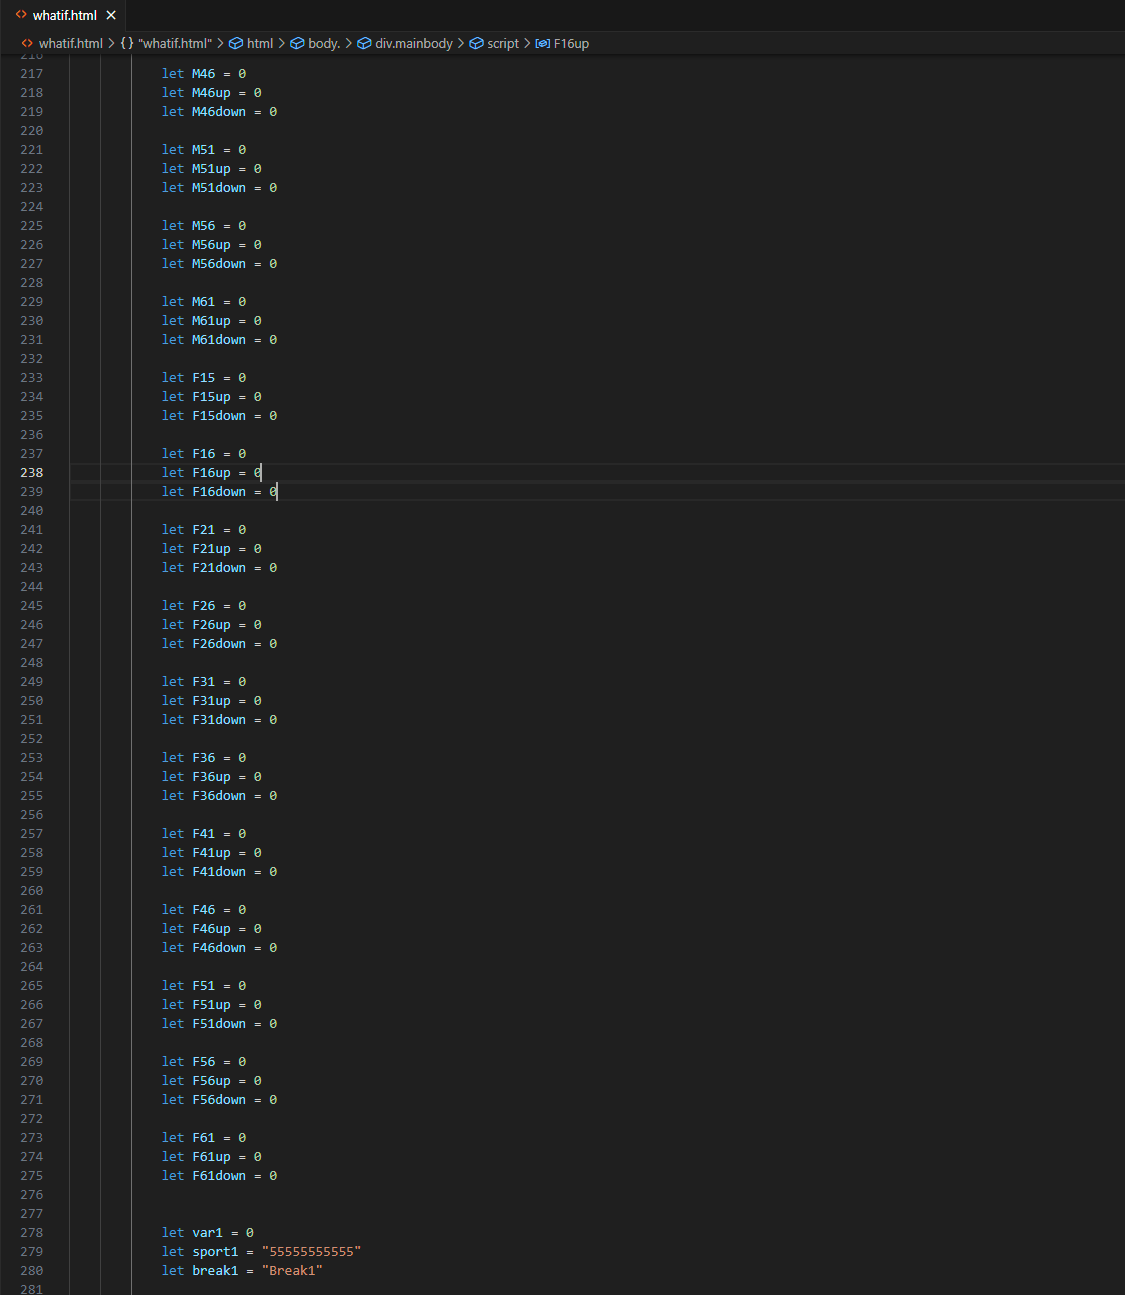 whatif.html
whatif.html > {} "whatif.html" > html > body. > div.mainbody > script > F16up
216
217 let M46 = 0
218 let M46up = 0
219 let M46down = 0
220
221 let M51 = 0
222 let M51up = 0
223 let M51down = 0
224
225 let M56 = 0
226 let M56up = 0
227 let M56down = 0
228
229 let M61 = 0
230 let M61up = 0
231 let M61down = 0
232
233 let F15 = 0
234 let F15up = 0
235 let F15down = 0
236
237 let F16 = 0
238 let F16up = 0
239 let F16down = 0
240
241 let F21 = 0
242 let F21up = 0
243 let F21down = 0
244
245 let F26 = 0
246 let F26up = 0
247 let F26down = 0
248
249 let F31 = 0
250 let F31up = 0
251 let F31down = 0
252
253 let F36 = 0
254 let F36up = 0
255 let F36down = 0
256
257 let F41 = 0
258 let F41up = 0
259 let F41down = 0
260
261 let F46 = 0
262 let F46up = 0
263 let F46down = 0
264
265 let F51 = 0
266 let F51up = 0
267 let F51down = 0
268
269 let F56 = 0
270 let F56up = 0
271 let F56down = 0
272
273 let F61 = 0
274 let F61up = 0
275 let F61down = 0
276
277
278 let var1 = 0
279 let sport1 = "55555555555"
280 let break1 = "Break1"
281